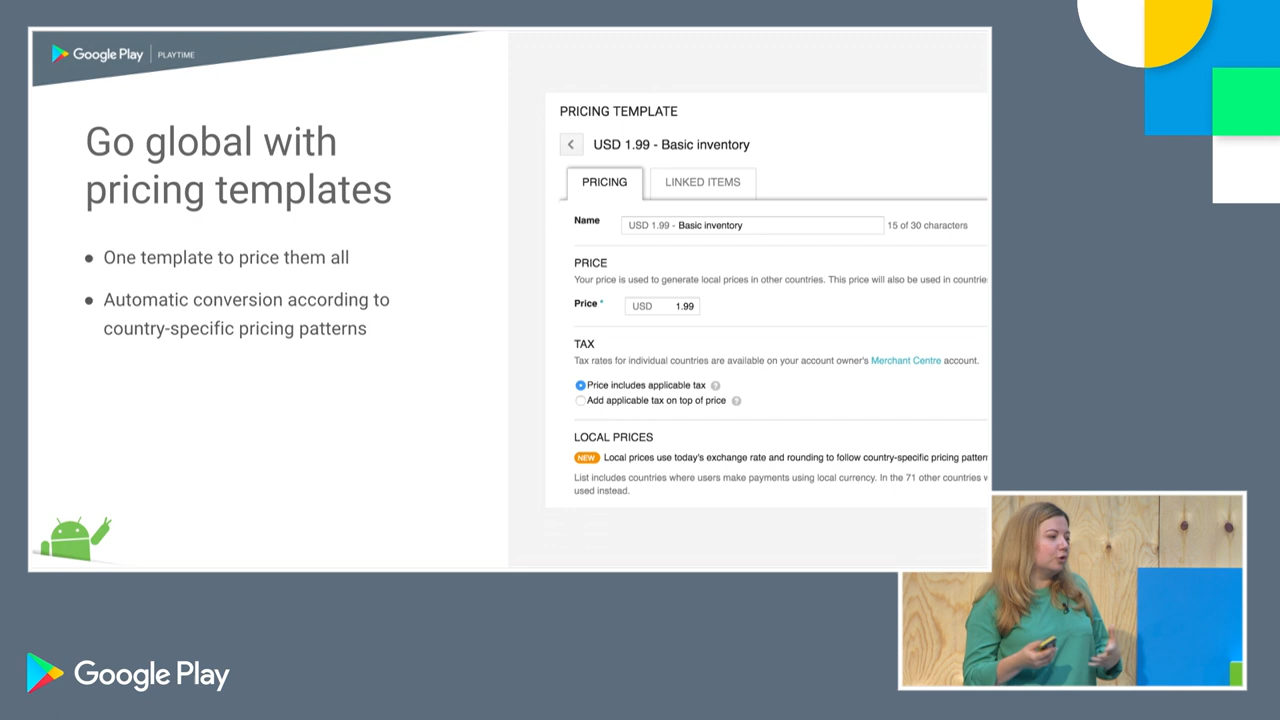 Google Play | PLAYTIME
Go global with
pricing templates
● One template to price them all
● Automatic conversion according to
country-specific pricing patterns
PRICING TEMPLATE
USD 1.99 - Basic inventory
PRICING
LINKED ITEMS
Name
USD 1.99 - Basic inventory
15 of 30 characters
PRICE
Your price is used to generate local prices in other countries. This price will also be used in countrie
Price *
USD 1.99
TAX
Tax rates for individual countries are available on your account owner's Merchant Centre account.
Price includes applicable tax ?
Add applicable tax on top of price ?
LOCAL PRICES
NEW Local prices use today's exchange rate and rounding to follow country-specific pricing patter
List includes countries where users make payments using local currency. In the 71 other countries
used instead.
Google Play